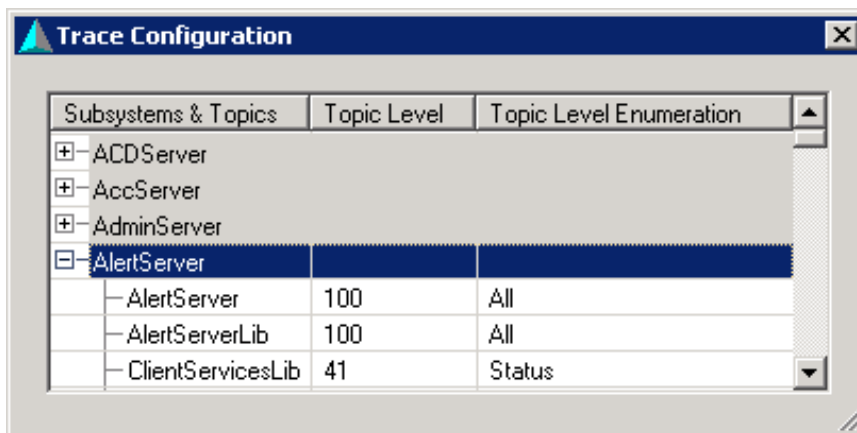 Trace Configuration
Subsystems & Topics Topic Level Topic Level Enumeration
ACDServer
AccServer
AdminServer
AlertServer
AlertServer 100 All
AlertServerLib 100 All
ClientServicesLib 41 Status